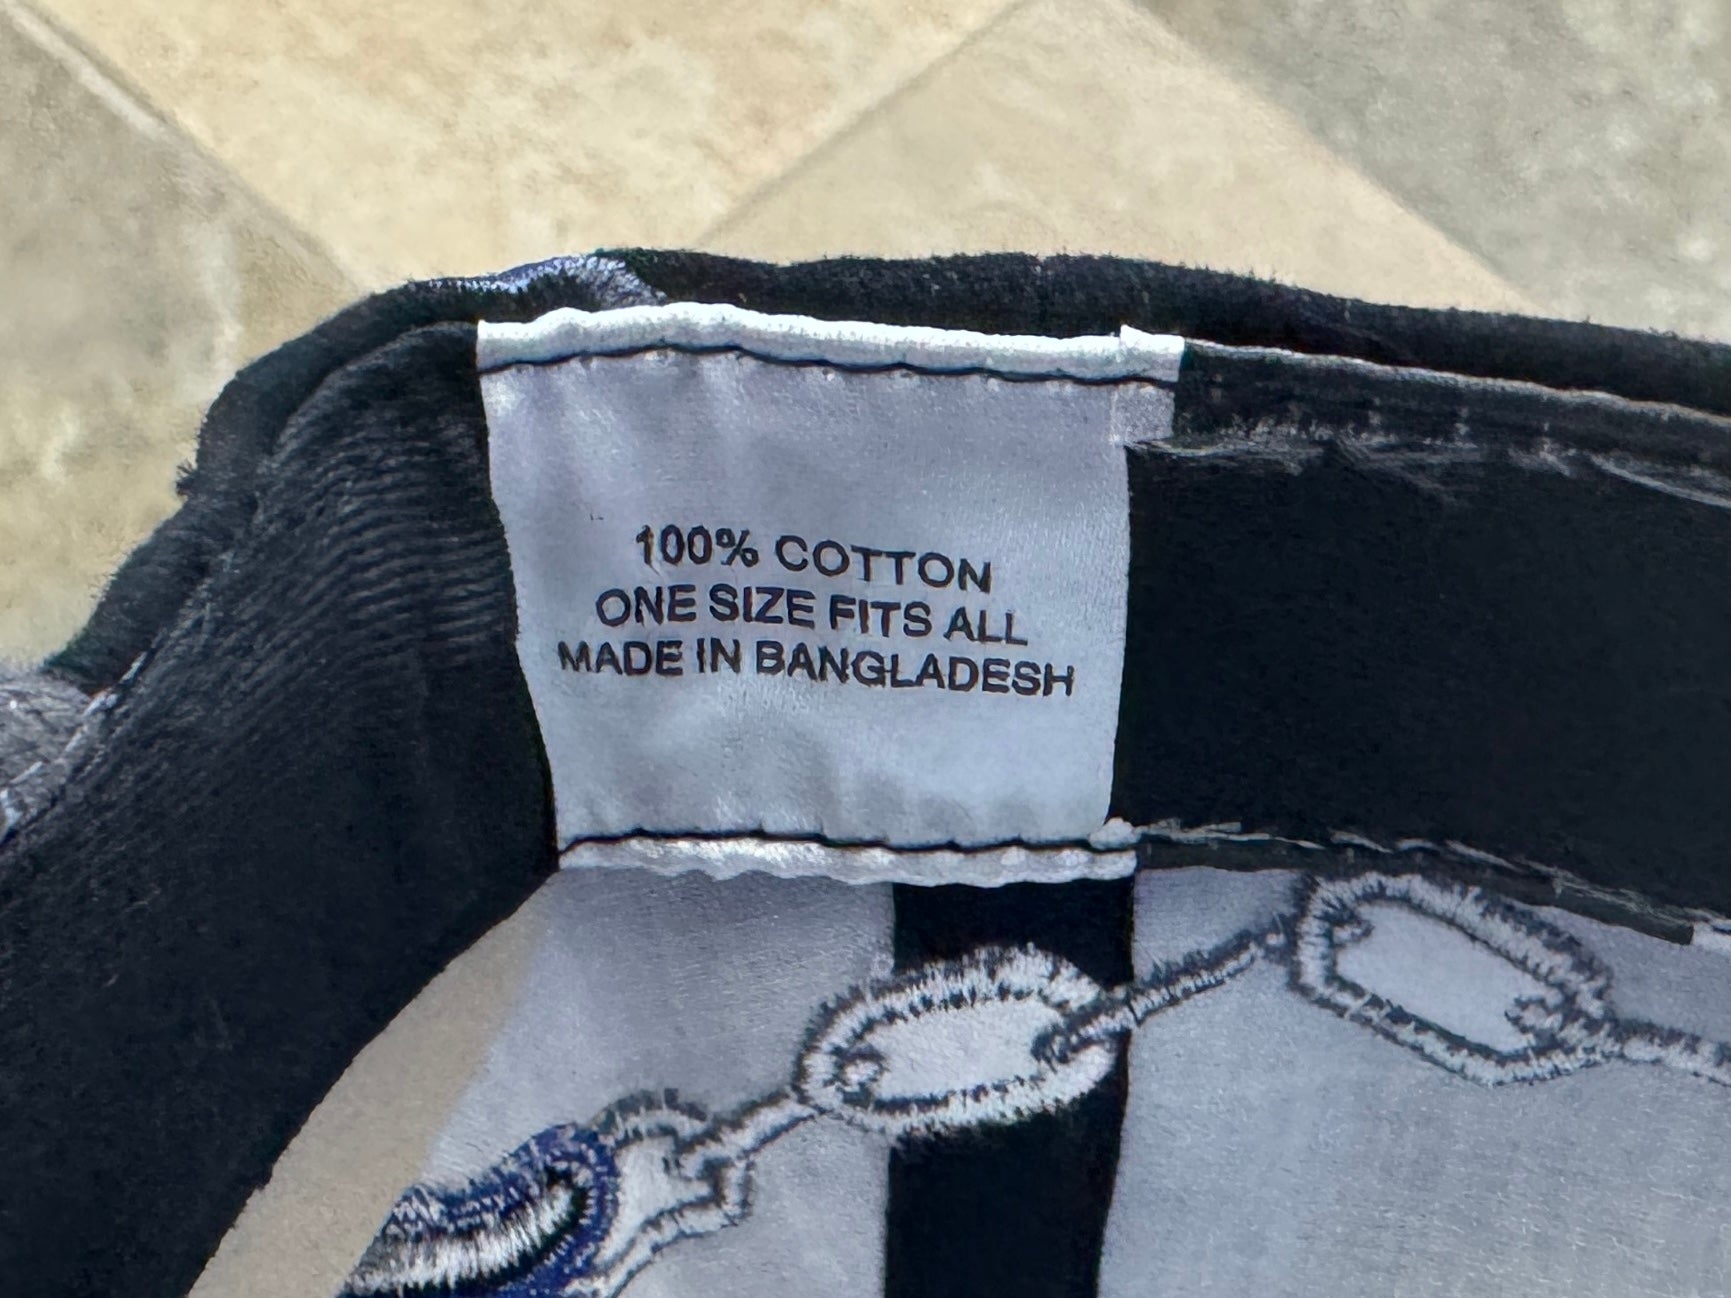 100% COTTON
ONE SIZE FITS ALL
MADE IN BANGLADESH